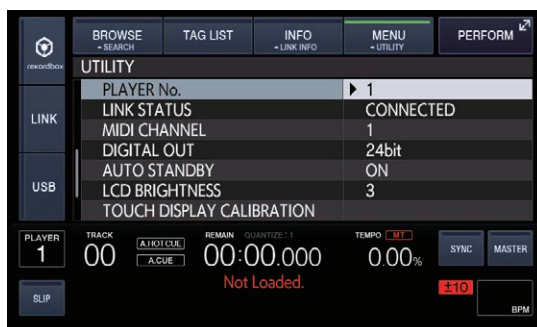 BROWSE
- SEARCH
TAG LIST
INFO
- LINK INFO
MENU
- UTILITY
PERFORM
rekordbox
LINK
USB
UTILITY
PLAYER No. 1
LINK STATUS CONNECTED
MIDI CHANNEL 1
DIGITAL OUT 24bit
AUTO STANDBY ON
LCD BRIGHTNESS 3
TOUCH DISPLAY CALIBRATION
PLAYER
1
TRACK
00
A.HOT CUE
A.CUE
REMAIN QUANTIZE : 1
00:00.000
TEMPO MT
0.00%
SYNC
MASTER
Not Loaded.
SLIP
±10
BPM